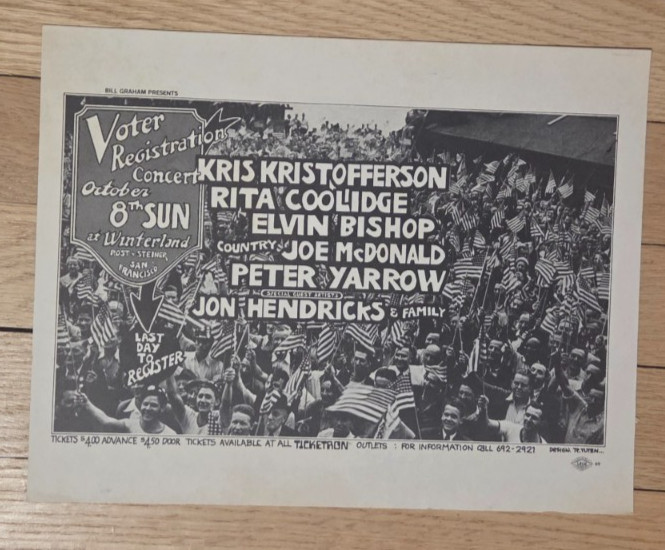 BILL GRAHAM PRESENTS
Voter
Registration
Concert
October
8TH SUN
at Winterland
POST - STEINER
SAN
FRANCISCO
LAST
DAY
TO
REGISTER
KRIS KRISTOFFERSON
RITA COOLIDGE
ELVIN BISHOP
COUNTRY JOE McDONALD
PETER YARROW
SPECIAL GUEST ARTISTS
JON HENDRICKS & FAMILY
TICKETS $4.00 ADVANCE $4.50 DOOR TICKETS AVAILABLE AT ALL TICKETRON OUTLETS : FOR INFORMATION CALL 692-2921 DESIGN: